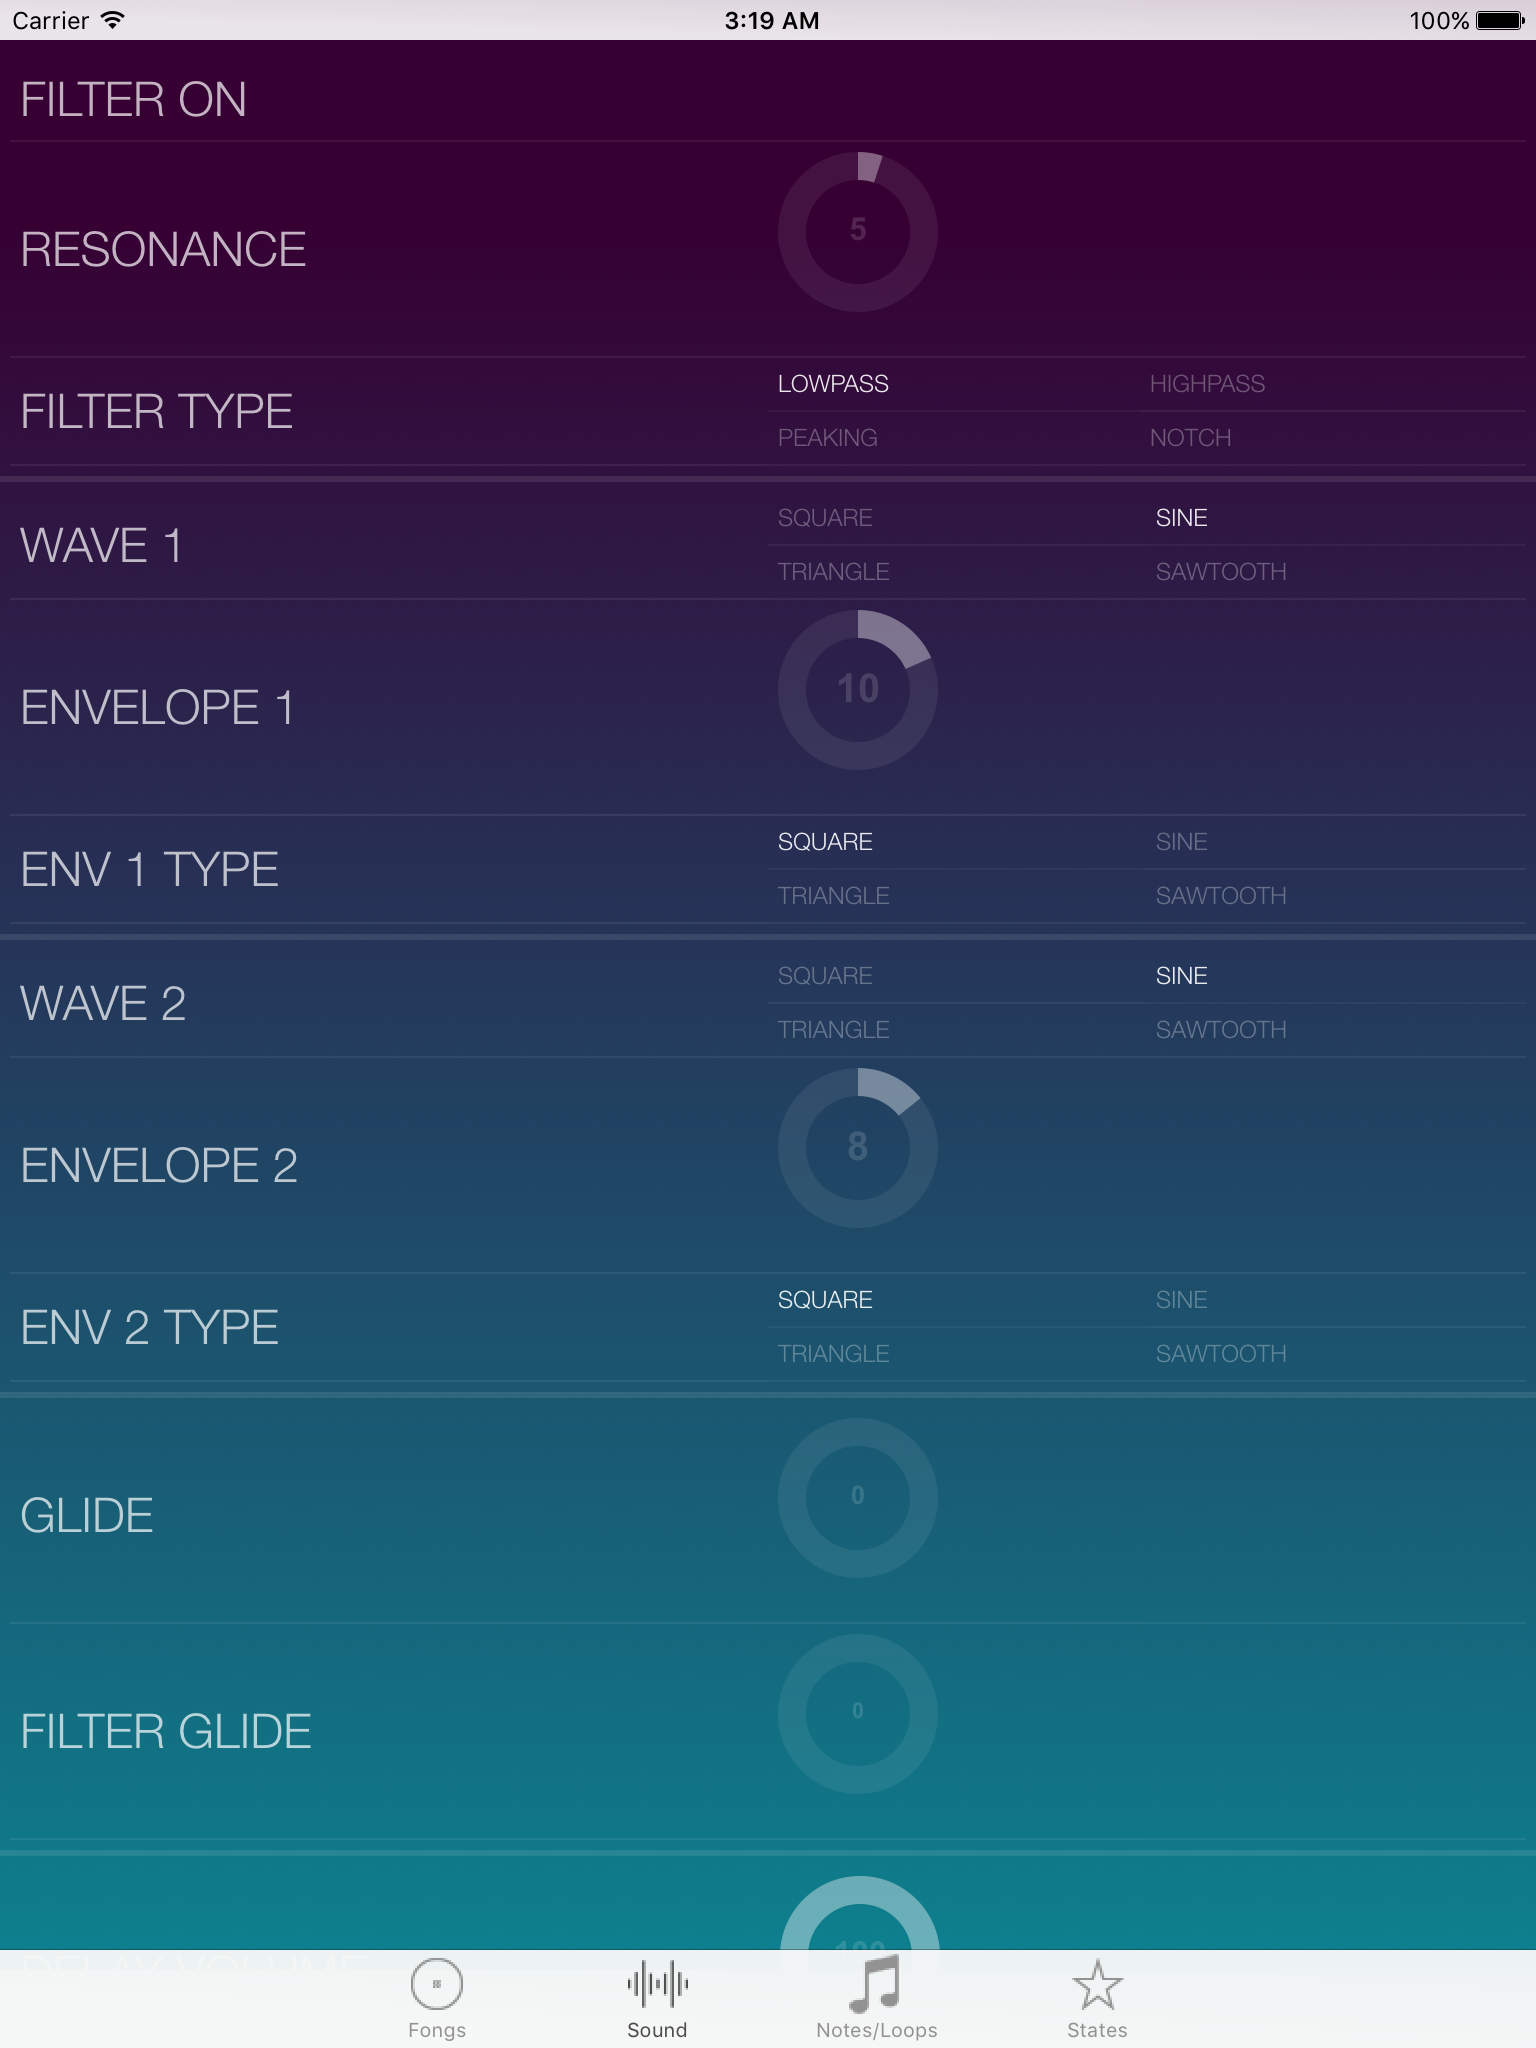 Carrier 3:19 AM 100%
FILTER ON
RESONANCE 5
FILTER TYPE
LOWPASS HIGHPASS
PEAKING NOTCH
WAVE 1
SQUARE SINE
TRIANGLE SAWTOOTH
ENVELOPE 1 10
ENV 1 TYPE
SQUARE SINE
TRIANGLE SAWTOOTH
WAVE 2
SQUARE SINE
TRIANGLE SAWTOOTH
ENVELOPE 2 8
ENV 2 TYPE
SQUARE SINE
TRIANGLE SAWTOOTH
GLIDE 0
FILTER GLIDE 0
100
Fongs Sound Notes/Loops States